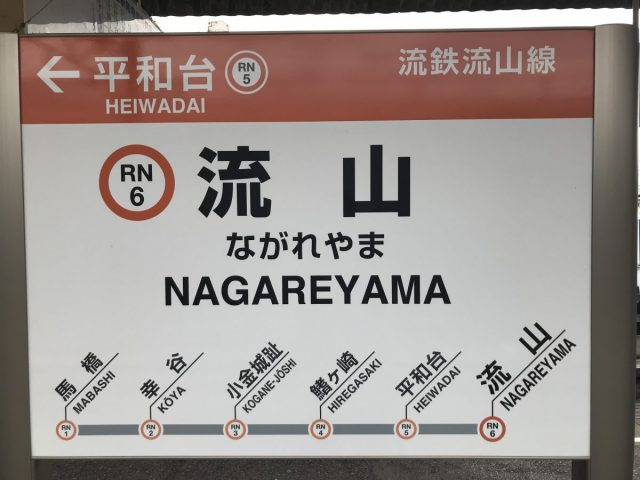 ← 平和台 RN 5
HEIWADAI
流鉄流山線
RN 6
流山
ながれやま
NAGAREYAMA
馬橋
MABASHI
幸谷
KŌYA
小金城趾
KOGANE-JŌSHI
鰭ヶ崎
HIREGASAKI
平和台
HEIWADAI
流山
NAGAREYAMA
RN 1
RN 2
RN 3
RN 4
RN 5
RN 6